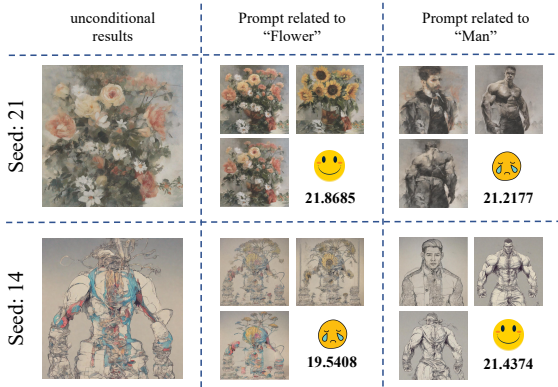 unconditional
results
Prompt related to
“Flower”
Prompt related to
“Man”
Seed: 21
21.8685
21.2177
Seed: 14
19.5408
21.4374